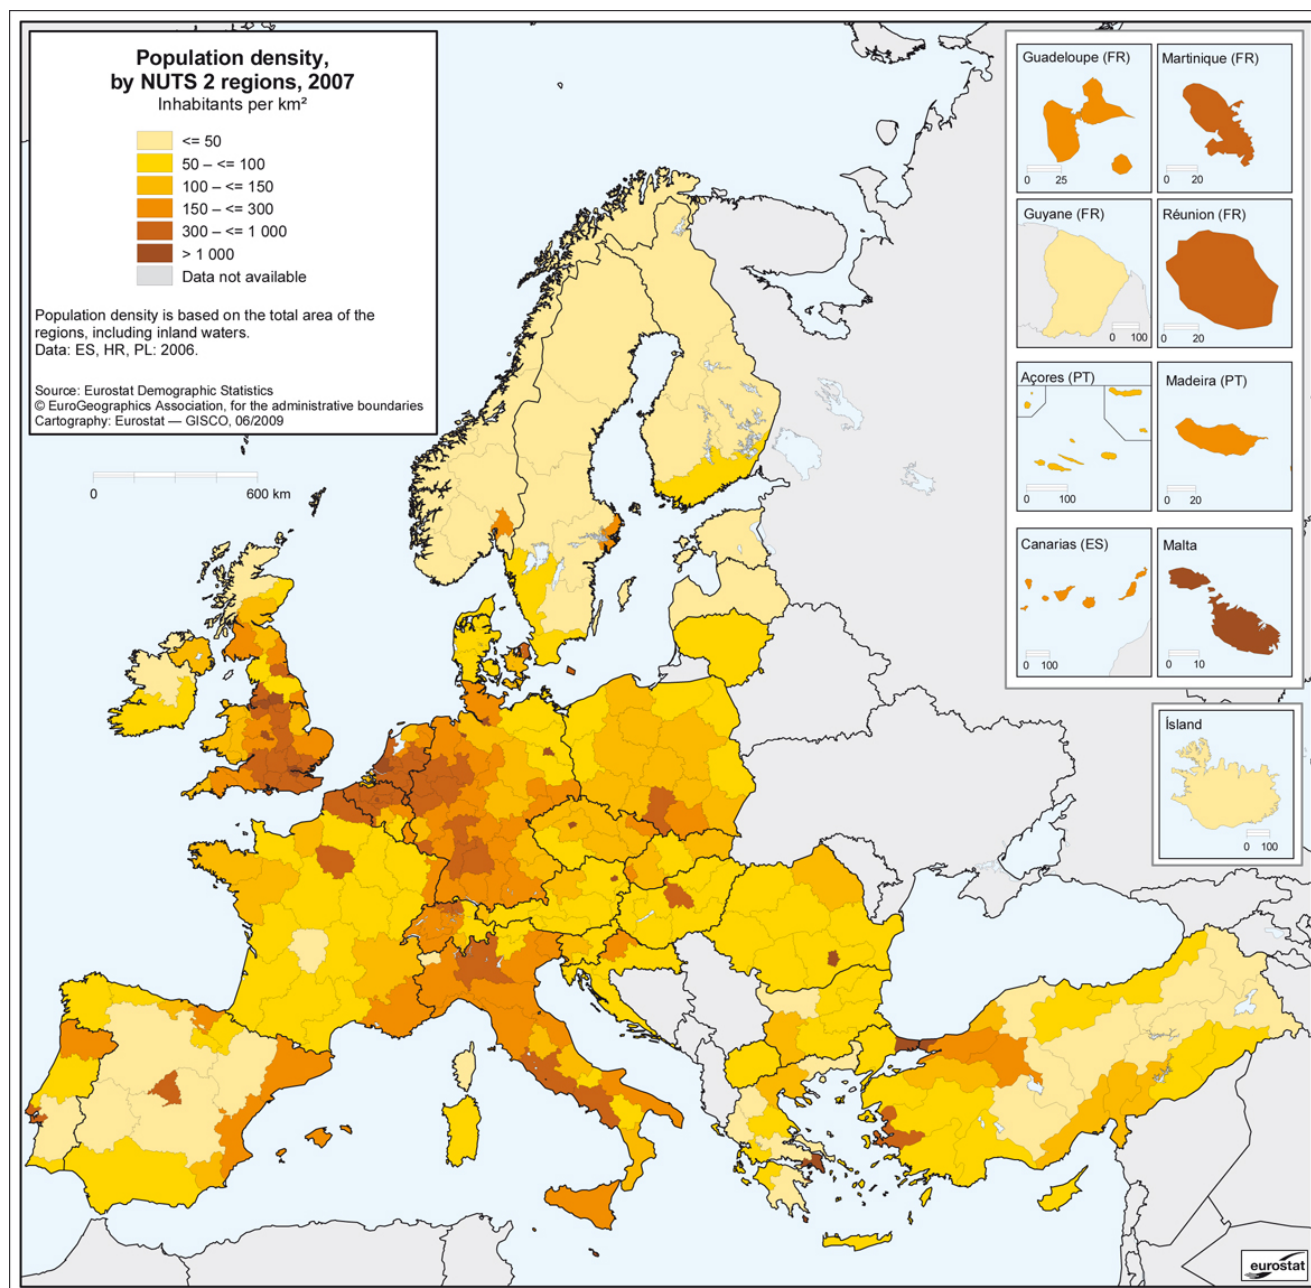 Population density,
by NUTS 2 regions, 2007
Inhabitants per km²
<= 50
50 – <= 100
100 – <= 150
150 – <= 300
300 – <= 1 000
> 1 000
Data not available
Population density is based on the total area of the
regions, including inland waters.
Data: ES, HR, PL: 2006.
Source: Eurostat Demographic Statistics
© EuroGeographics Association, for the administrative boundaries
Cartography: Eurostat — GISCO, 06/2009
0 600 km
Guadeloupe (FR)
0 25
Martinique (FR)
0 20
Guyane (FR)
0 100
Réunion (FR)
0 20
Açores (PT)
0 100
Madeira (PT)
0 20
Canarias (ES)
0 100
Malta
0 10
Ísland
0 100
eurostat